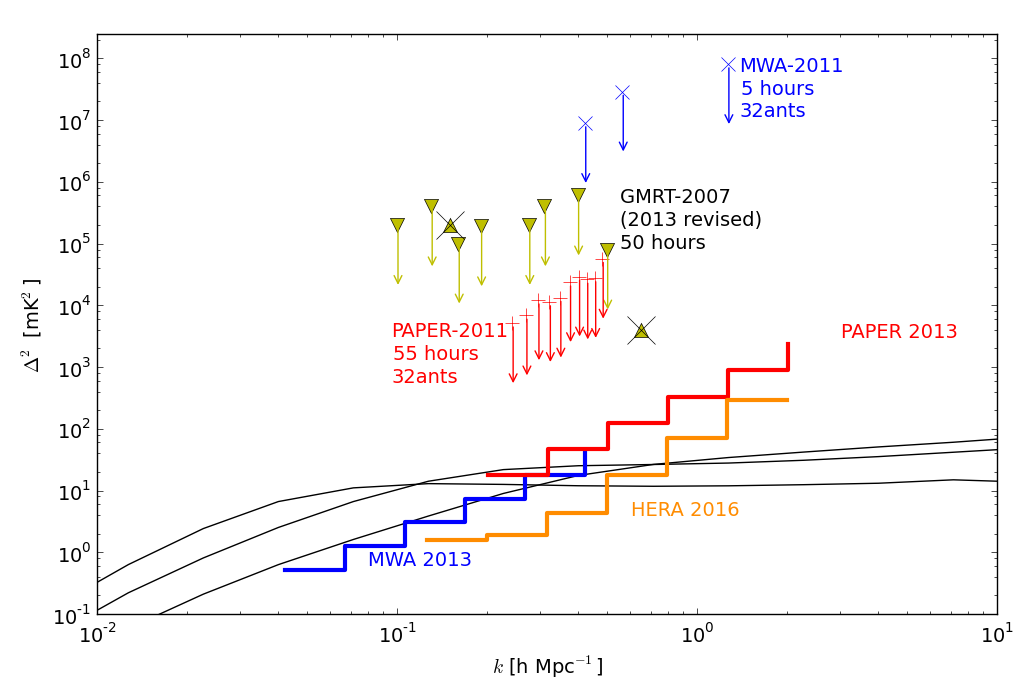 10^8
MWA-2011
5 hours
32ants
10^7
10^6
GMRT-2007
(2013 revised)
50 hours
10^5
10^4
PAPER-2011
55 hours
32ants
PAPER 2013
10^3
10^2
10^1
HERA 2016
10^0
MWA 2013
10^-1
Δ^2 [mK^2]
10^-2
10^-1
10^0
10^1
k [h Mpc^-1]